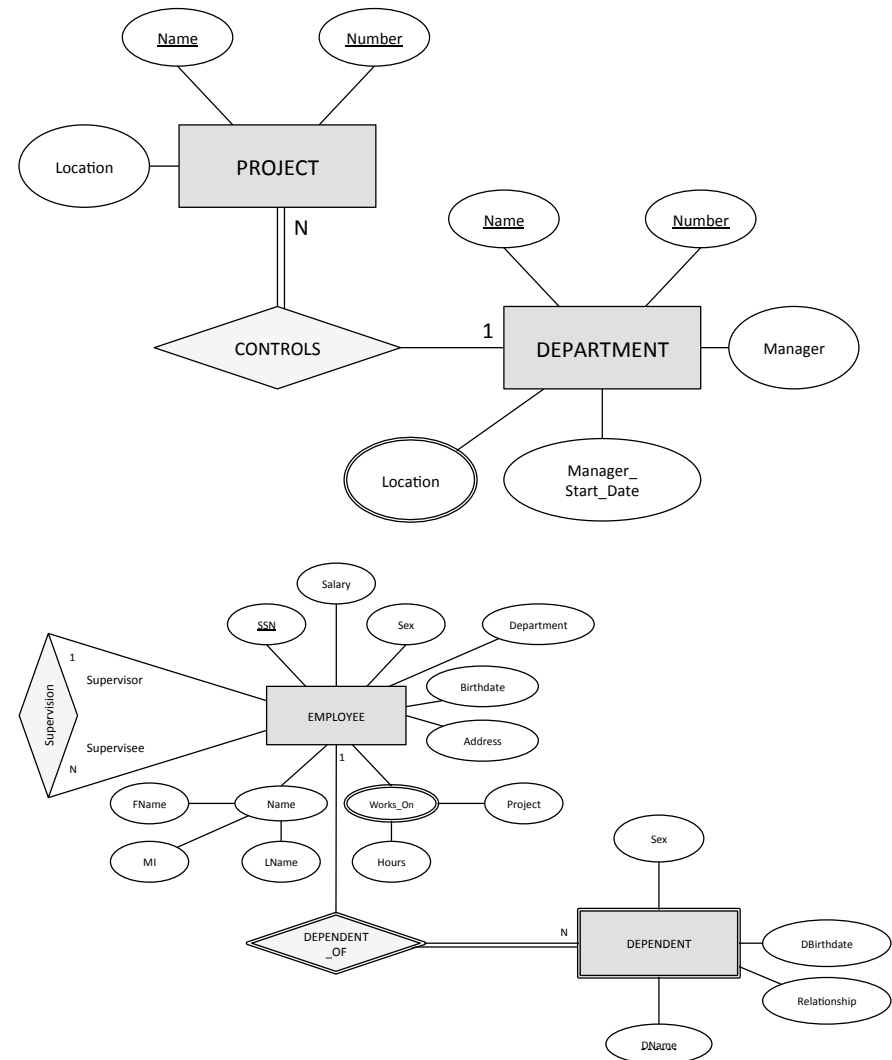 Name
Number
Location
PROJECT
N
Name
Number
CONTROLS
1
DEPARTMENT
Manager
Location
Manager_
Start_Date
Salary
SSN
Sex
Department
1
Supervisor
Birthdate
Supervision
EMPLOYEE
Supervisee
Address
N
1
FName
Name
Works_On
Project
MI
LName
Hours
Sex
DEPENDENT
_OF
N
DEPENDENT
DBirthdate
Relationship
DName